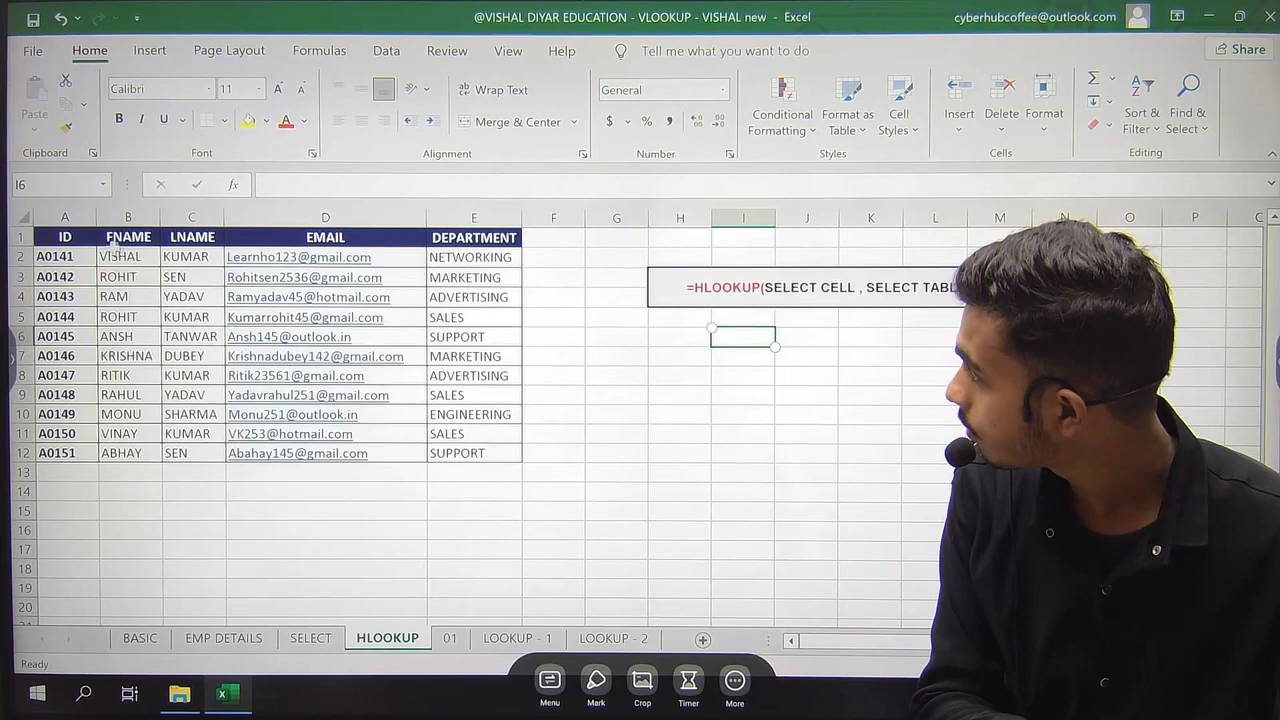 @VISHAL DIYAR EDUCATION - VLOOKUP - VISHAL new - Excel
cyberhubcoffee@outlook.com
File Home Insert Page Layout Formulas Data Review View Help Tell me what you want to do Share
Paste
Calibri 11
Wrap Text
General
Conditional Formatting
Format as Table
Cell Styles
Insert Delete Format
Sort & Filter
Find & Select
B I U A
Merge & Center
$ % ,
Clipboard Font Alignment Number Styles Cells Editing
I6 fx
A B C D E F G H I J K L M N O P
1 ID FNAME LNAME EMAIL DEPARTMENT
2 A0141 VISHAL KUMAR Learnho123@gmail.com NETWORKING
3 A0142 ROHIT SEN Rohitsen2536@gmail.com MARKETING
=HLOOKUP(SELECT CELL , SELECT TABL
4 A0143 RAM YADAV Ramyadav45@hotmail.com ADVERTISING
5 A0144 ROHIT KUMAR Kumarrohit45@gmail.com SALES
6 A0145 ANSH TANWAR Ansh145@outlook.in SUPPORT
7 A0146 KRISHNA DUBEY Krishnadubey142@gmail.com MARKETING
8 A0147 RITIK KUMAR Ritik23561@gmail.com ADVERTISING
9 A0148 RAHUL YADAV Yadavrahul251@gmail.com SALES
10 A0149 MONU SHARMA Monu251@outlook.in ENGINEERING
11 A0150 VINAY KUMAR VK253@hotmail.com SALES
12 A0151 ABHAY SEN Abahay145@gmail.com SUPPORT
13
14
15
16
17
18
19
20
BASIC EMP DETAILS SELECT HLOOKUP 01 LOOKUP - 1 LOOKUP - 2
Ready
Menu Mark Crop Timer More